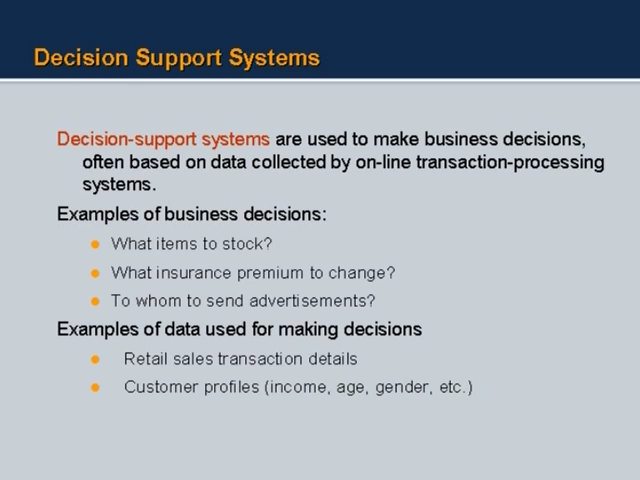 Decision Support Systems
Decision-support systems are used to make business decisions,
often based on data collected by on-line transaction-processing
systems.
Examples of business decisions:
What items to stock?
What insurance premium to change?
To whom to send advertisements?
Examples of data used for making decisions
Retail sales transaction details
Customer profiles (income, age, gender, etc.)